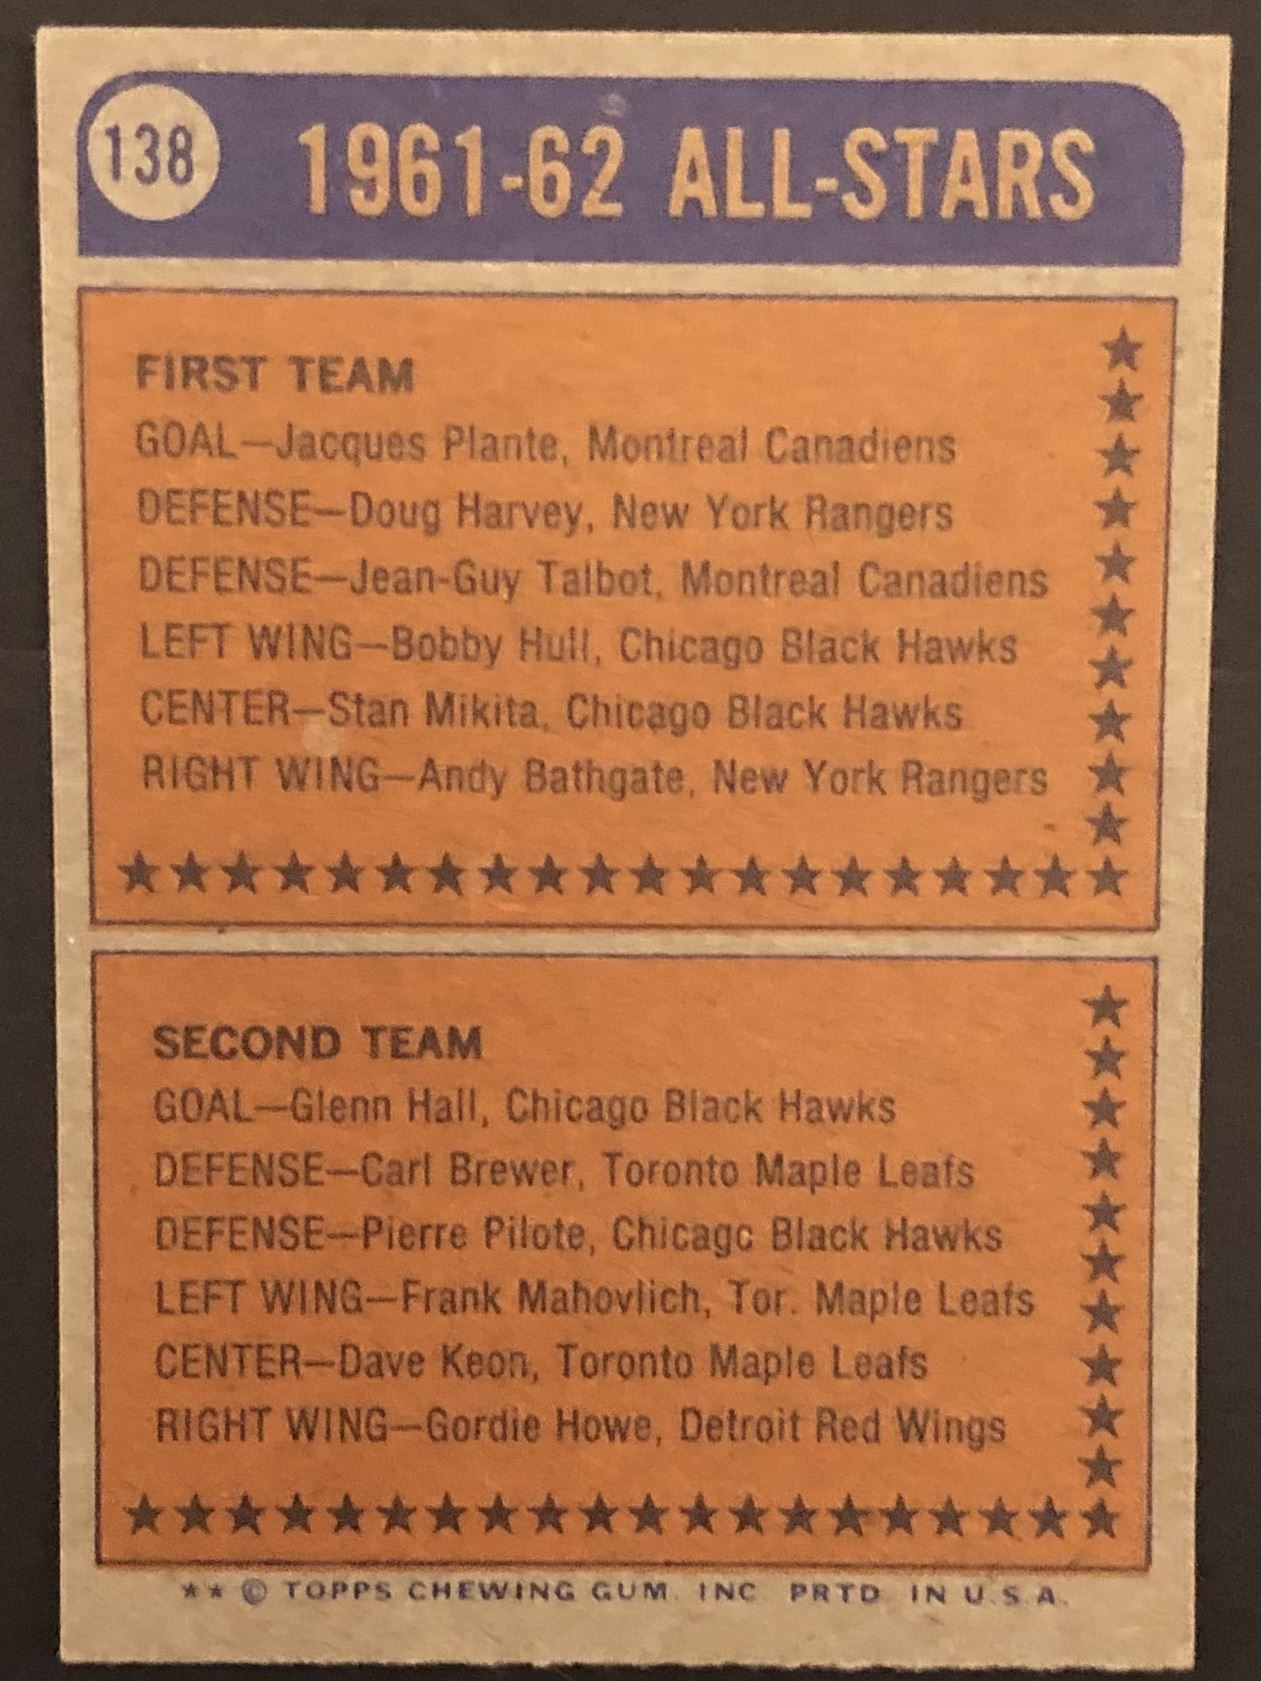 138
1961-62 ALL-STARS
FIRST TEAM
GOAL—Jacques Plante, Montreal Canadiens
DEFENSE—Doug Harvey, New York Rangers
DEFENSE—Jean-Guy Talbot, Montreal Canadiens
LEFT WING—Bobby Hull, Chicago Black Hawks
CENTER—Stan Mikita, Chicago Black Hawks
RIGHT WING—Andy Bathgate, New York Rangers
SECOND TEAM
GOAL—Glenn Hall, Chicago Black Hawks
DEFENSE—Carl Brewer, Toronto Maple Leafs
DEFENSE—Pierre Pilote, Chicago Black Hawks
LEFT WING—Frank Mahovlich, Tor. Maple Leafs
CENTER—Dave Keon, Toronto Maple Leafs
RIGHT WING—Gordie Howe, Detroit Red Wings
★★ © TOPPS CHEWING GUM. INC PRTD. IN U.S.A.